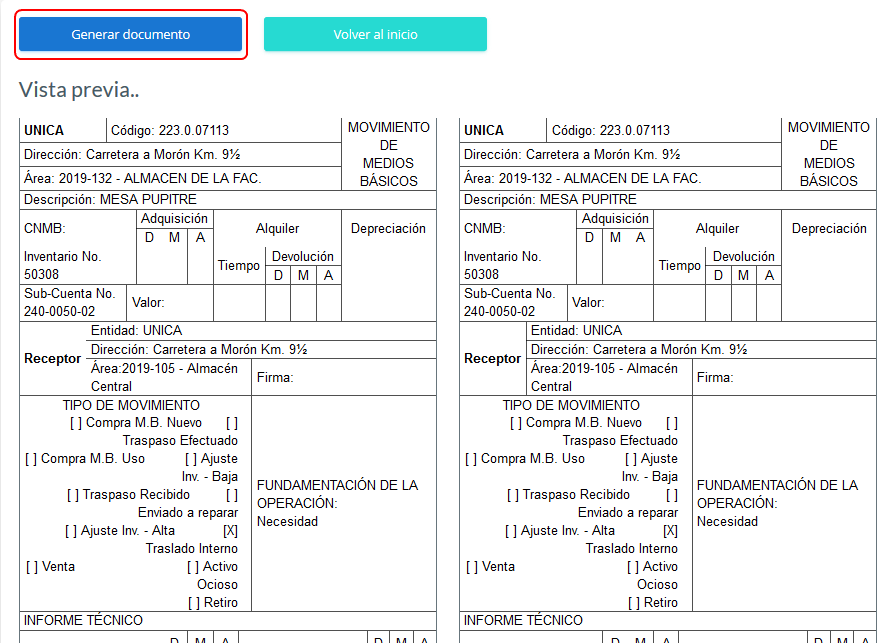 Generar documento
Volver al inicio
Vista previa..
UNICA
Código: 223.0.07113
MOVIMIENTO
DE
MEDIOS
BÁSICOS
Dirección: Carretera a Morón Km. 9½
Área: 2019-132 - ALMACEN DE LA FAC.
Descripción: MESA PUPITRE
CNMB:
Adquisición
Alquiler
Depreciación
D M A
Inventario No.
50308
Tiempo
Devolución
D M A
Sub-Cuenta No.
240-0050-02
Valor:
Receptor
Entidad: UNICA
Dirección: Carretera a Morón Km. 9½
Área:2019-105 - Almacén
Central
Firma:
TIPO DE MOVIMIENTO
[ ] Compra M.B. Nuevo [ ]
Traspaso Efectuado
[ ] Compra M.B. Uso [ ] Ajuste
Inv. - Baja
[ ] Traspaso Recibido [ ]
Enviado a reparar
[ ] Ajuste Inv. - Alta [X]
Traslado Interno
[ ] Venta [ ] Activo
Ocioso
[ ] Retiro
FUNDAMENTACIÓN DE LA
OPERACIÓN:
Necesidad
INFORME TÉCNICO
D M A D M A
UNICA
Código: 223.0.07113
MOVIMIENTO
DE
MEDIOS
BÁSICOS
Dirección: Carretera a Morón Km. 9½
Área: 2019-132 - ALMACEN DE LA FAC.
Descripción: MESA PUPITRE
CNMB:
Adquisición
Alquiler
Depreciación
D M A
Inventario No.
50308
Tiempo
Devolución
D M A
Sub-Cuenta No.
240-0050-02
Valor:
Receptor
Entidad: UNICA
Dirección: Carretera a Morón Km. 9½
Área:2019-105 - Almacén
Central
Firma:
TIPO DE MOVIMIENTO
[ ] Compra M.B. Nuevo [ ]
Traspaso Efectuado
[ ] Compra M.B. Uso [ ] Ajuste
Inv. - Baja
[ ] Traspaso Recibido [ ]
Enviado a reparar
[ ] Ajuste Inv. - Alta [X]
Traslado Interno
[ ] Venta [ ] Activo
Ocioso
[ ] Retiro
FUNDAMENTACIÓN DE LA
OPERACIÓN:
Necesidad
INFORME TÉCNICO
D M A D M A